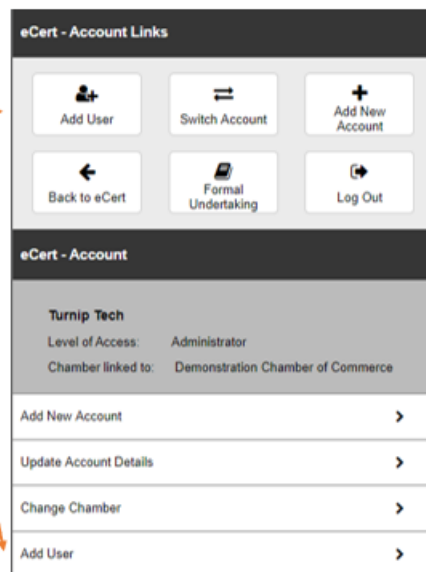 eCert - Account Links
Add User
Switch Account
Add New
Account
Back to eCert
Formal
Undertaking
Log Out
eCert - Account
Turnip Tech
Level of Access: Administrator
Chamber linked to: Demonstration Chamber of Commerce
Add New Account
Update Account Details
Change Chamber
Add User